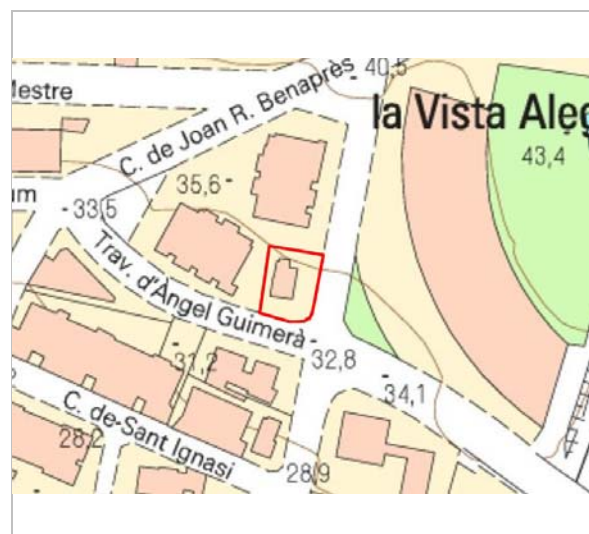 40,5
Mestre
C. de Joan R. Benaprès
la Vista Aleg
43,4
35,6
33,5
um
Trav. d'Àngel Guimerà
32,8
31,2
34,1
C. de Sant Ignasi
28,2
28,9